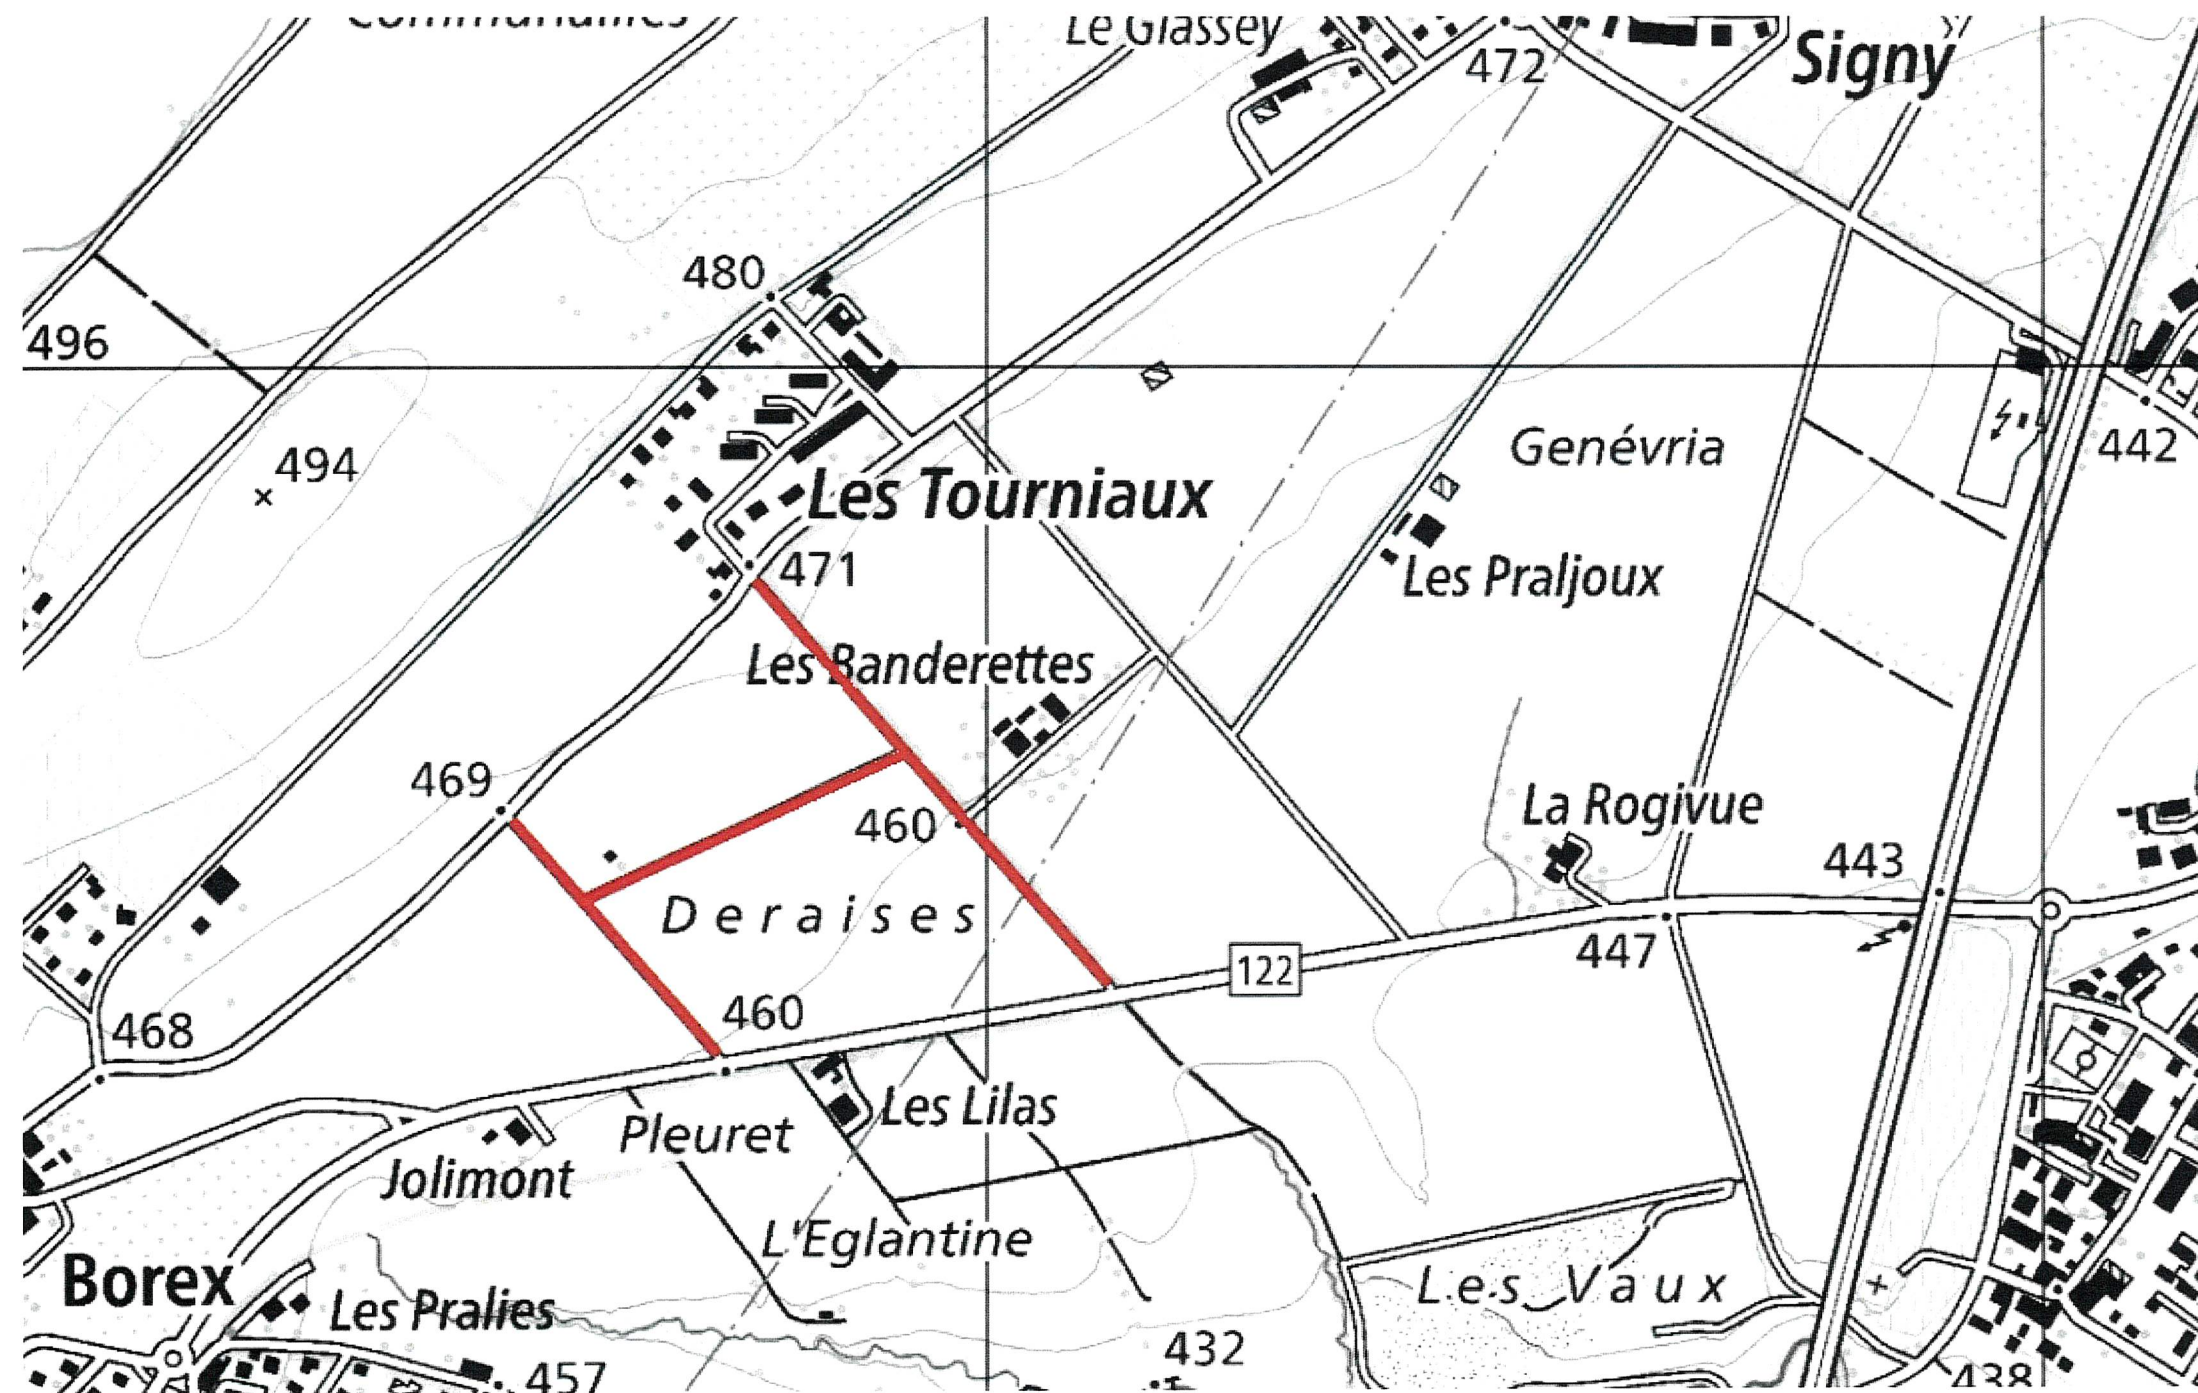 Communailles
Le Glassey
472
Signy
480
496
494
Genévria
442
Les Tourniaux
471
Les Praljoux
Les Banderettes
469
460
La Rogivue
443
Deraises
447
122
468
460
Les Lilas
Pleuret
Jolimont
L'Eglantine
Borex
Les Pralies
Les Vaux
432
457
438